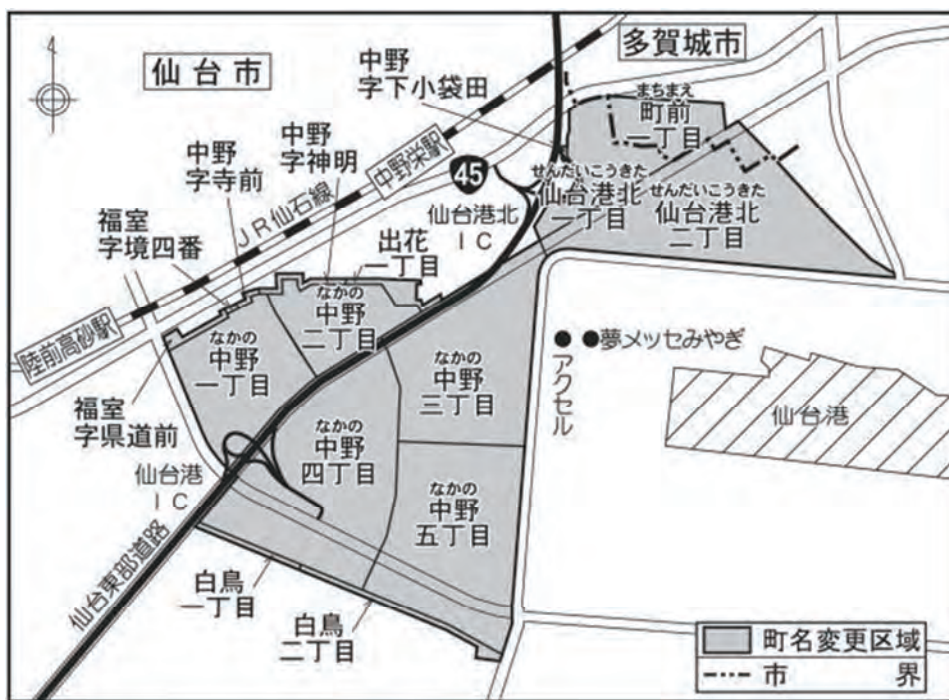 仙台市
多賀城市
中野
字下小袋田
まちまえ
町前
一丁目
中野
字神明
中野
字寺前
JR仙石線
中野栄駅
45
せんだいこうきた
仙台港北
一丁目
せんだいこうきた
仙台港北
二丁目
仙台港北
IC
福室
字境四番
出花
一丁目
なかの
中野
二丁目
陸前高砂駅
なかの
中野
一丁目
なかの
中野
三丁目
●●夢メッセみやぎ
アクセル
仙台港
福室
字県道前
なかの
中野
四丁目
仙台港
IC
なかの
中野
五丁目
仙台東部道路
白鳥
一丁目
白鳥
二丁目
町名変更区域
市界